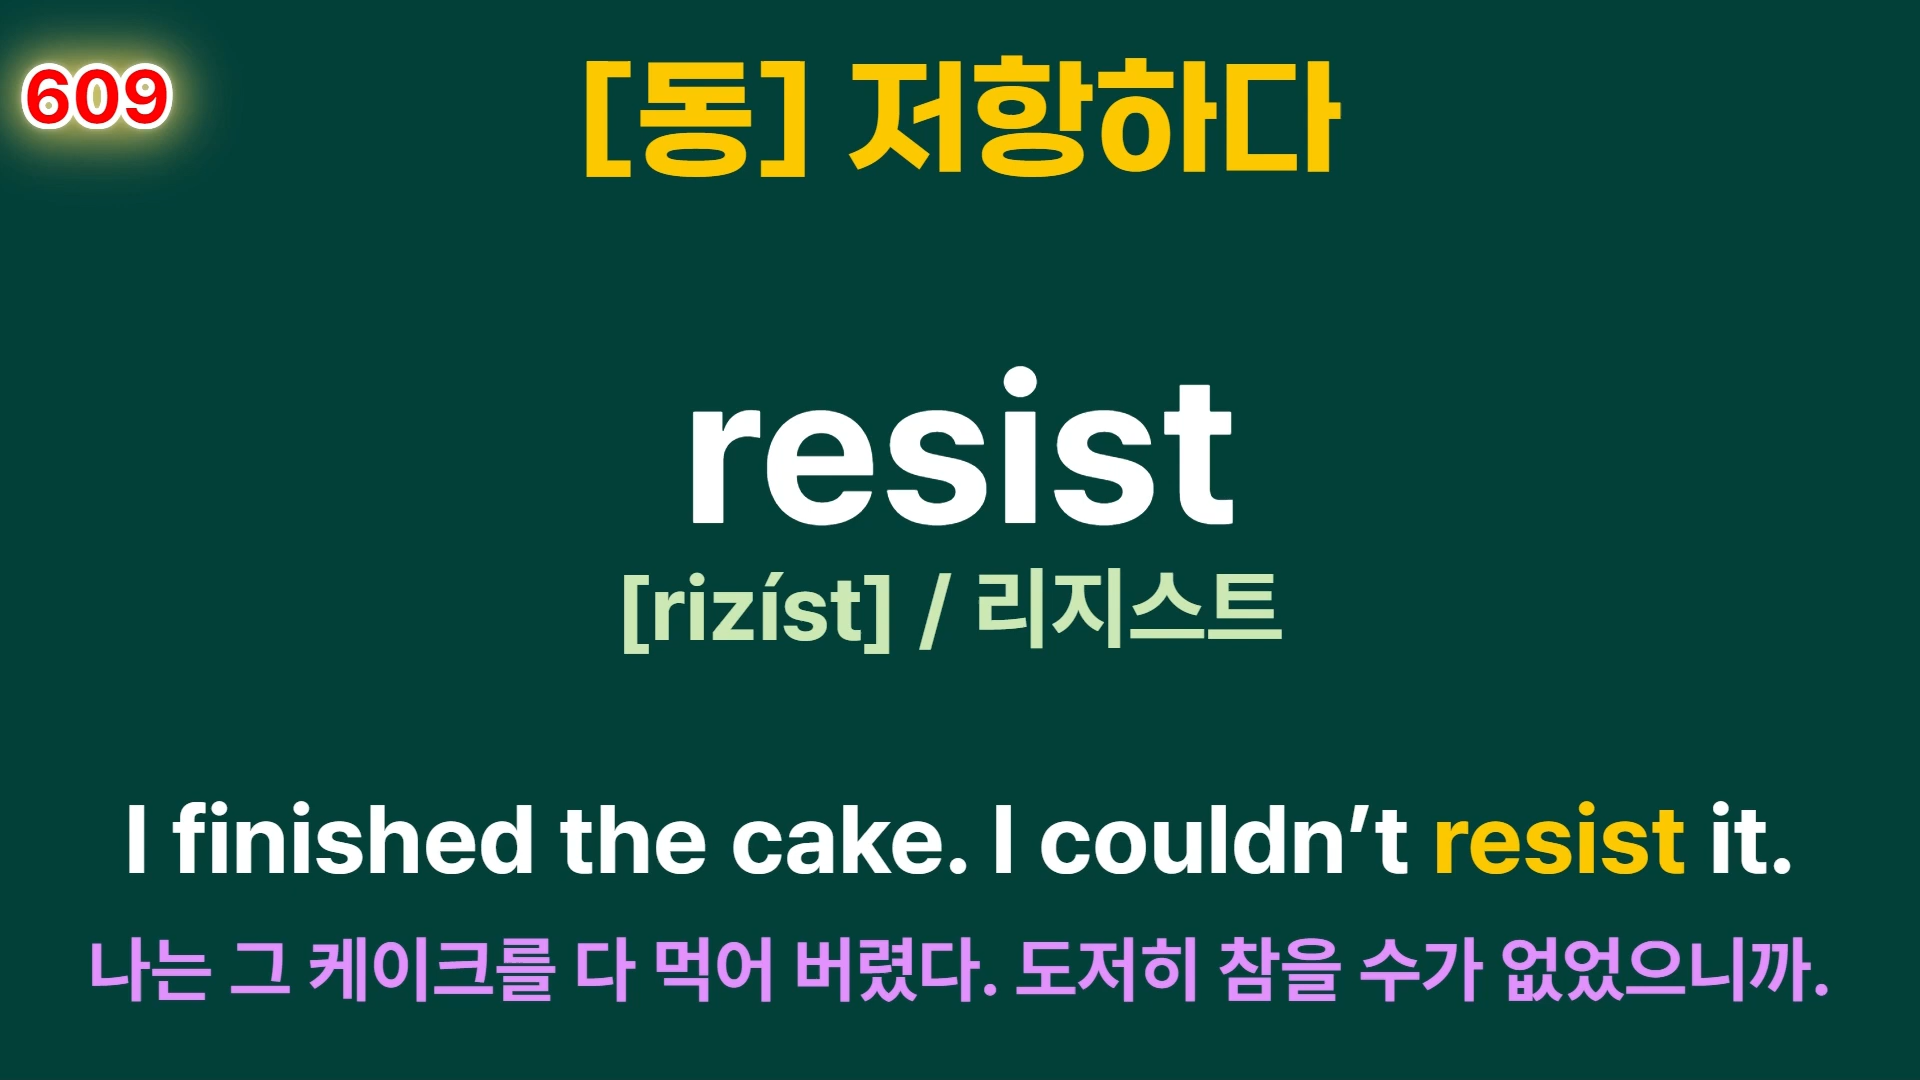 609
[동] 저항하다
resist
[rizíst] / 리지스트
I finished the cake. I couldn’t resist it.
나는 그 케이크를 다 먹어 버렸다. 도저히 참을 수가 없었으니까.